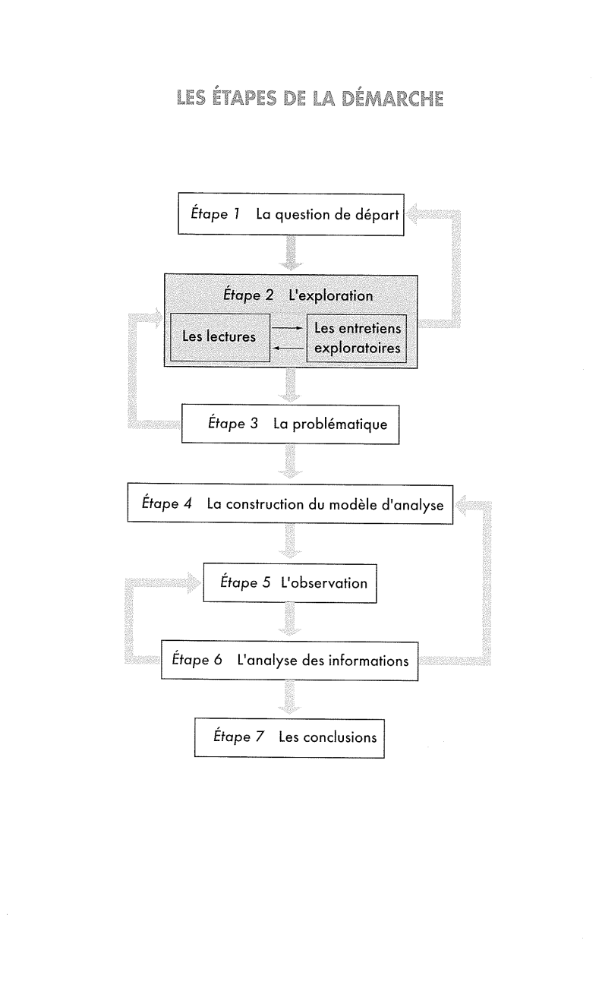 LES ÉTAPES DE LA DÉMARCHE
Étape 1 La question de départ
Étape 2 L'exploration
Les lectures
Les entretiens
exploratoires
Étape 3 La problématique
Étape 4 La construction du modèle d'analyse
Étape 5 L'observation
Étape 6 L'analyse des informations
Étape 7 Les conclusions